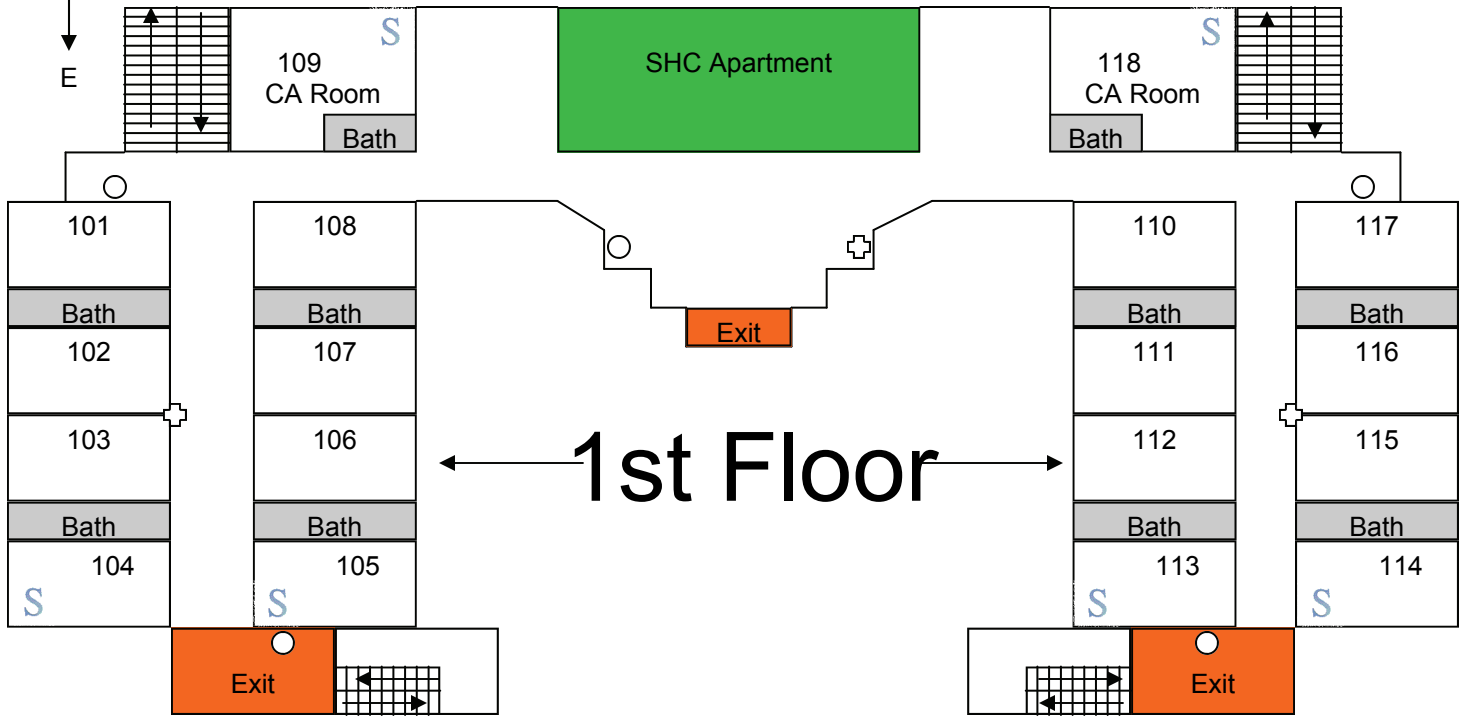 E
S
109
CA Room
Bath
SHC Apartment
S
118
CA Room
Bath
101
108
110
117
Bath
Bath
Exit
Bath
Bath
102
107
111
116
103
106
1st Floor
112
115
Bath
Bath
Bath
Bath
104
S
105
S
113
S
114
S
Exit
Exit